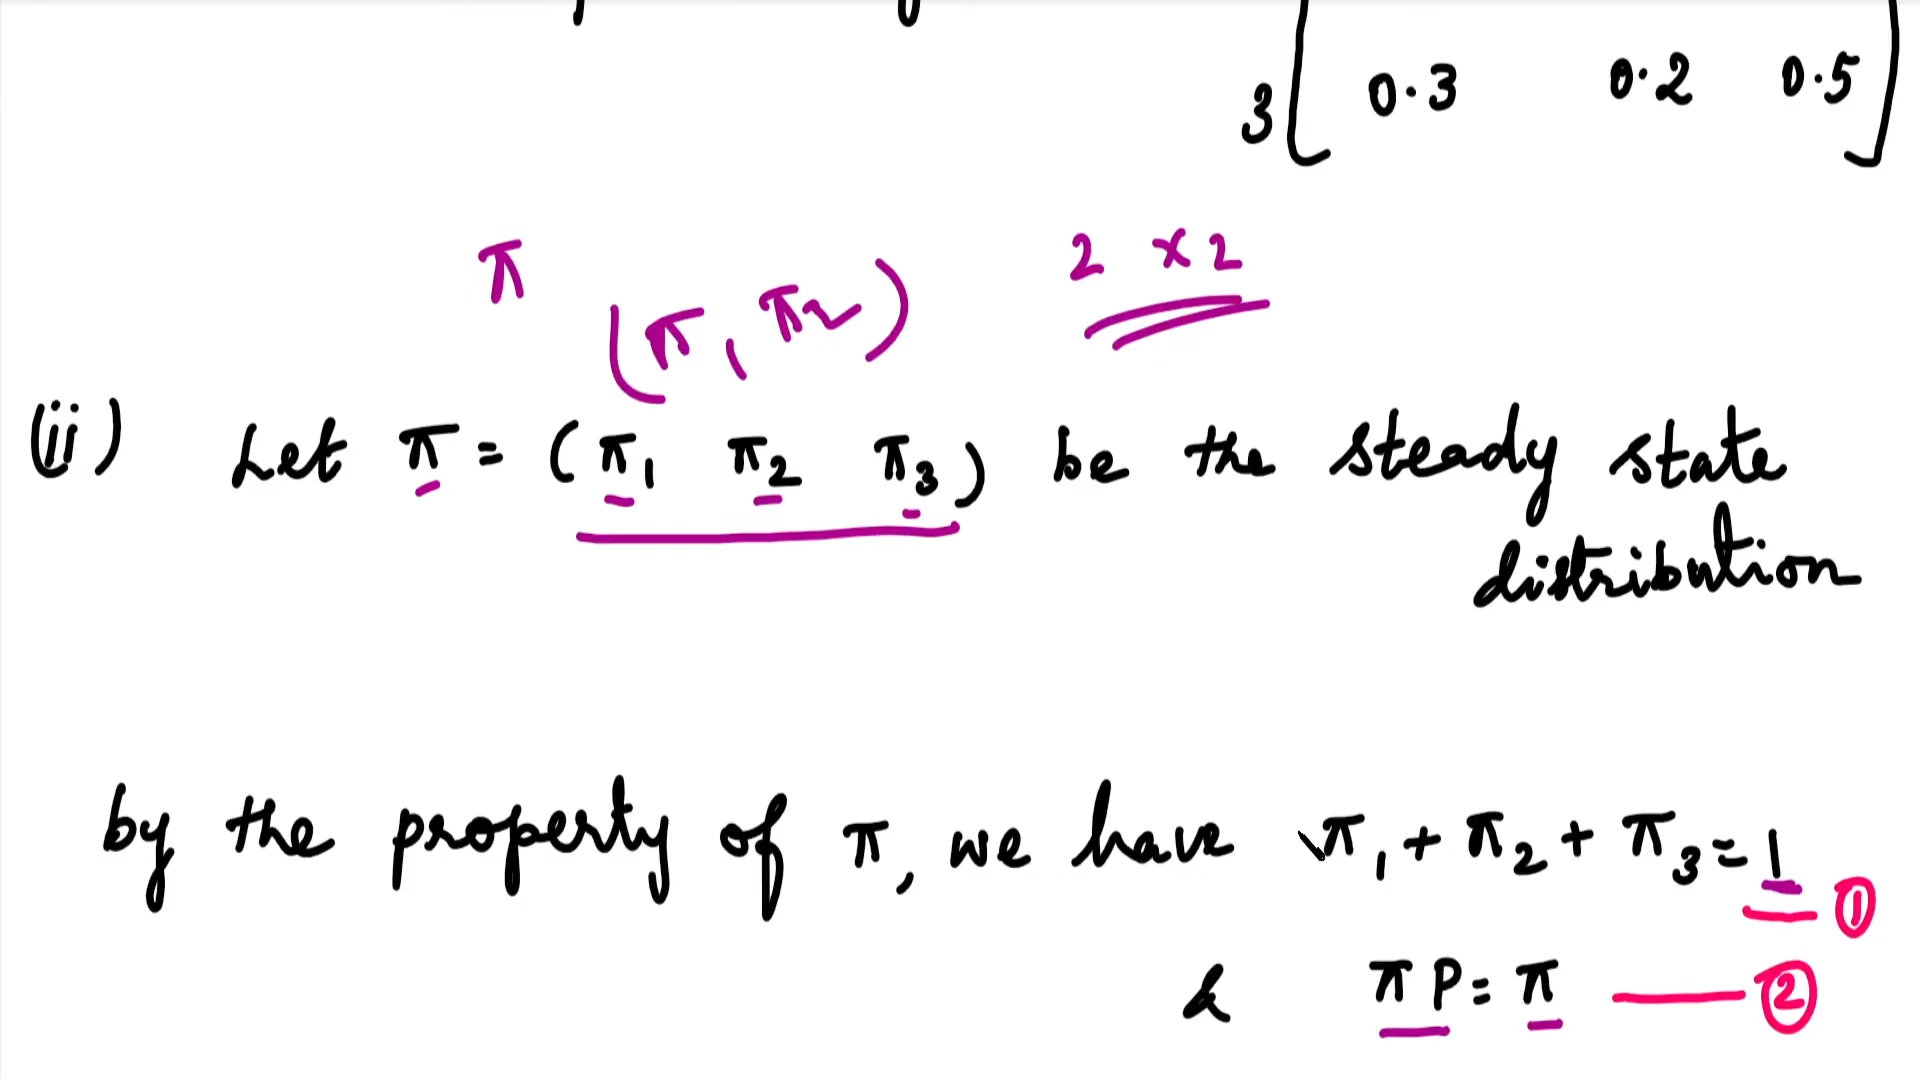 3 [ 0.3 0.2 0.5 ]
π (π, π2) 2 × 2
(ii) Let π = (π1 π2 π3) be the steady state
distribution
by the property of π, we have π1 + π2 + π3 = 1 ①
& πP = π — ②